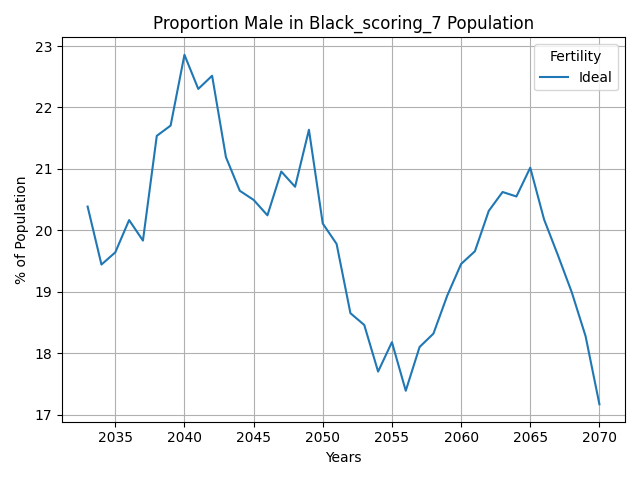 Proportion Male in Black_scoring_7 Population
Fertility
Ideal
% of Population
23
22
21
20
19
18
17
2035 2040 2045 2050 2055 2060 2065 2070
Years